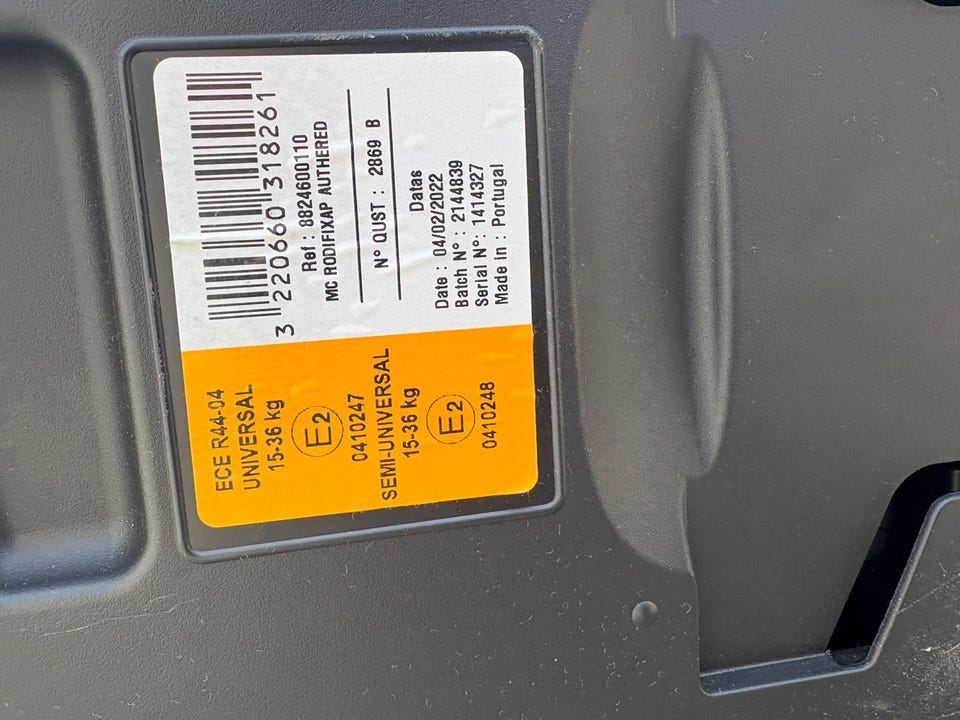 3 220660 318261
Ref : 8824600110
MC RODIFIXAP AUTHERED
N° QUST : 2869 B
Datas
Date : 04/02/2022
Batch N° : 2144839
Serial N°: 1414327
Made in : Portugal
ECE R44-04
UNIVERSAL
15-36 kg
E2
0410247
SEMI-UNIVERSAL
15-36 kg
E2
0410248